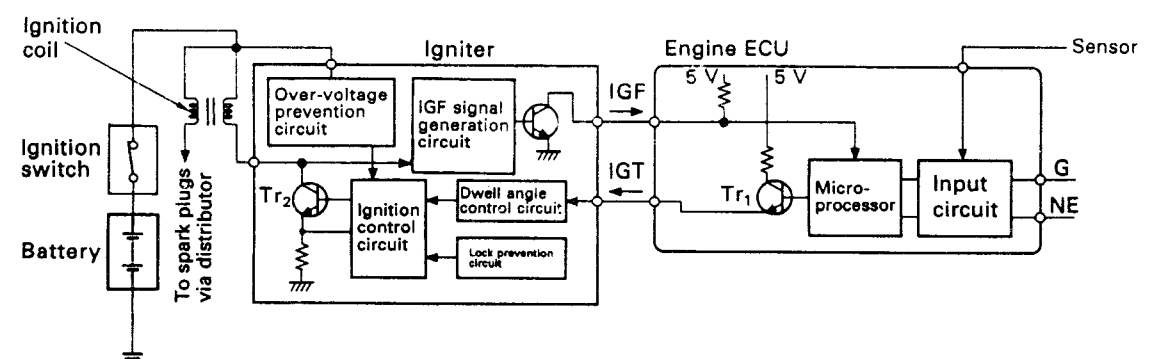 Ignition
coil
Igniter
Engine ECU
Sensor
Over-voltage
prevention
circuit
IGF signal
generation
circuit
IGF
5 V
5 V
Ignition
switch
IGT
Tr1
Micro-
processor
Input
circuit
G
NE
Tr2
Ignition
control
circuit
Dwell angle
control circuit
Lock prevention
circuit
Battery
To spark plugs
via distributor